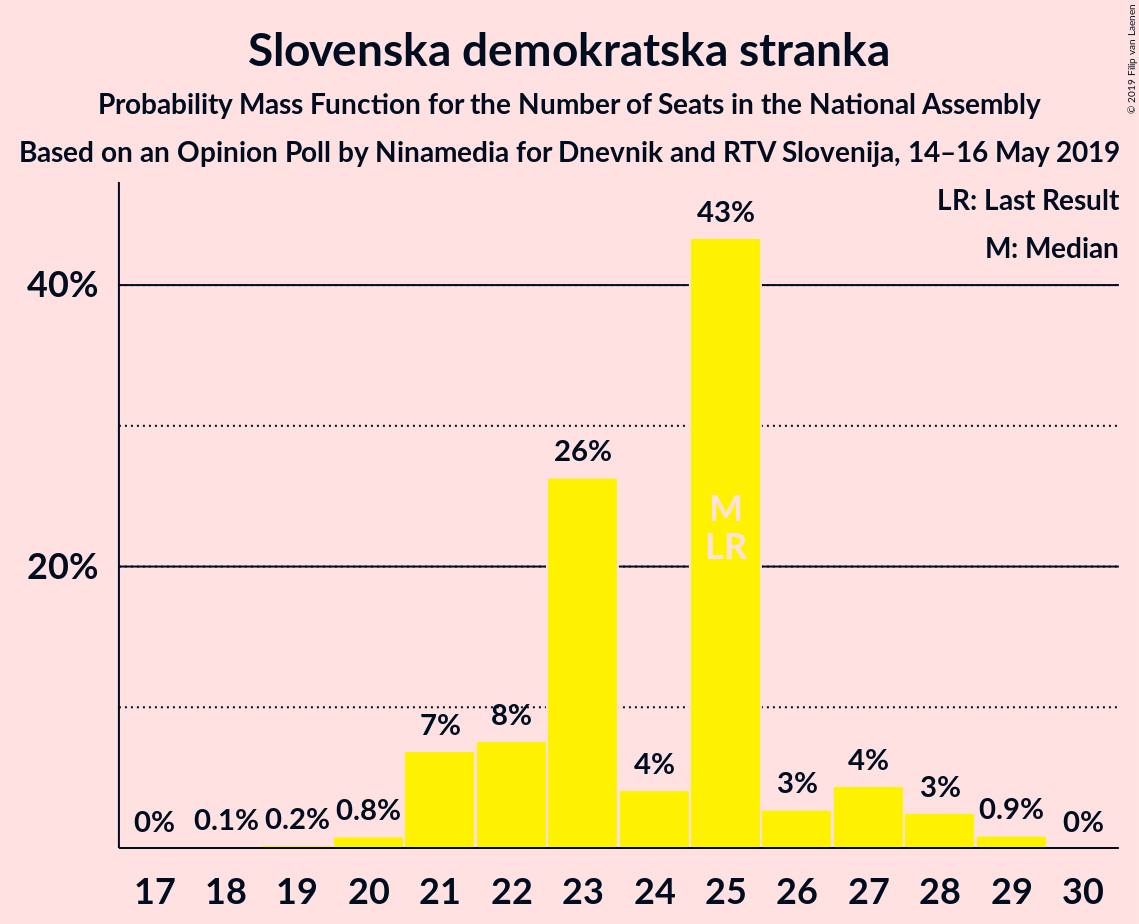 Slovenska demokratska stranka
Probability Mass Function for the Number of Seats in the National Assembly
Based on an Opinion Poll by Ninamedia for Dnevnik and RTV Slovenija, 14–16 May 2019
© 2019 Filip van Laenen
LR: Last Result
M: Median
43%
40%
26%
M
LR
20%
7% 8% 4% 3% 4% 3%
0% 0.1% 0.2% 0.8% 0.9% 0%
17 18 19 20 21 22 23 24 25 26 27 28 29 30